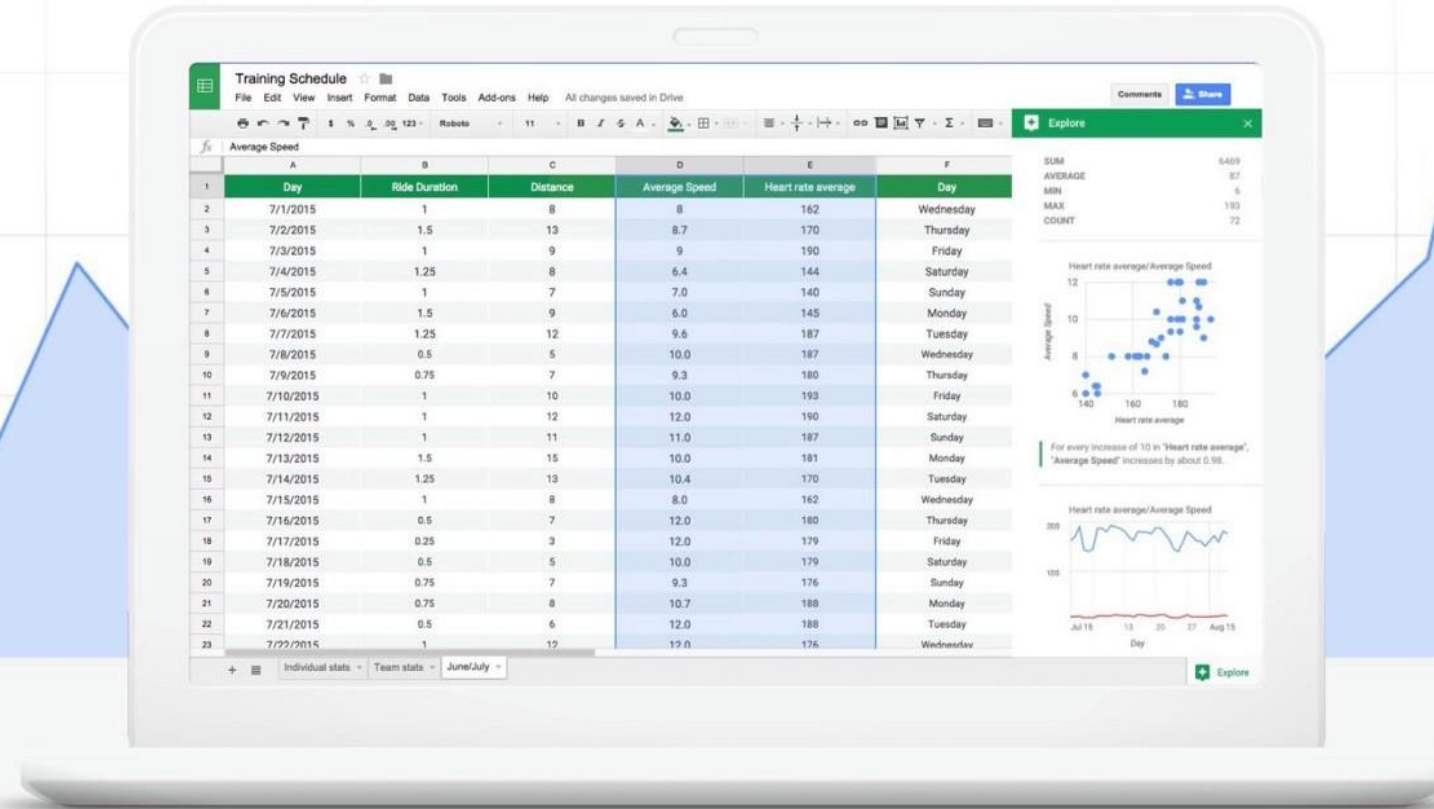 Training Schedule
File Edit View Insert Format Data Tools Add-ons Help All changes saved in Drive
Comments Share
$ % .0 .00 123 Roboto 11 B I S A Σ
Explore
fx Average Speed
A B C D E F
1 Day Ride Duration Distance Average Speed Heart rate average Day
2 7/1/2015 1 8 8 162 Wednesday
3 7/2/2015 1.5 13 8.7 170 Thursday
4 7/3/2015 1 9 9 190 Friday
5 7/4/2015 1.25 8 6.4 144 Saturday
6 7/5/2015 1 7 7.0 140 Sunday
7 7/6/2015 1.5 9 6.0 145 Monday
8 7/7/2015 1.25 12 9.6 187 Tuesday
9 7/8/2015 0.5 5 10.0 187 Wednesday
10 7/9/2015 0.75 7 9.3 180 Thursday
11 7/10/2015 1 10 10.0 193 Friday
12 7/11/2015 1 12 12.0 190 Saturday
13 7/12/2015 1 11 11.0 187 Sunday
14 7/13/2015 1.5 15 10.0 181 Monday
15 7/14/2015 1.25 13 10.4 170 Tuesday
16 7/15/2015 1 8 8.0 162 Wednesday
17 7/16/2015 0.5 7 12.0 180 Thursday
18 7/17/2015 0.25 3 12.0 179 Friday
19 7/18/2015 0.5 5 10.0 179 Saturday
20 7/19/2015 0.75 7 9.3 176 Sunday
21 7/20/2015 0.75 8 10.7 188 Monday
22 7/21/2015 0.5 6 12.0 188 Tuesday
23 7/22/2015 1 12 12.0 176 Wednesday
Individual stats Team stats June/July
SUM 6469
AVERAGE 87
MIN 6
MAX 193
COUNT 72
Heart rate average/Average Speed
12
10
8
6
Average Speed
140 160 180
Heart rate average
For every increase of 10 in "Heart rate average",
"Average Speed" increases by about 0.98.
Heart rate average/Average Speed
200
100
Jul 15 13 20 27 Aug 15
Day
Explore